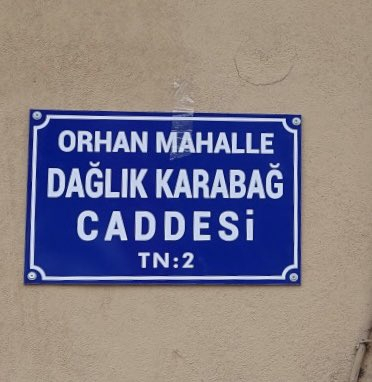 ORHAN MAHALLE
DAĞLIK KARABAĞ
CADDESİ
TN:2